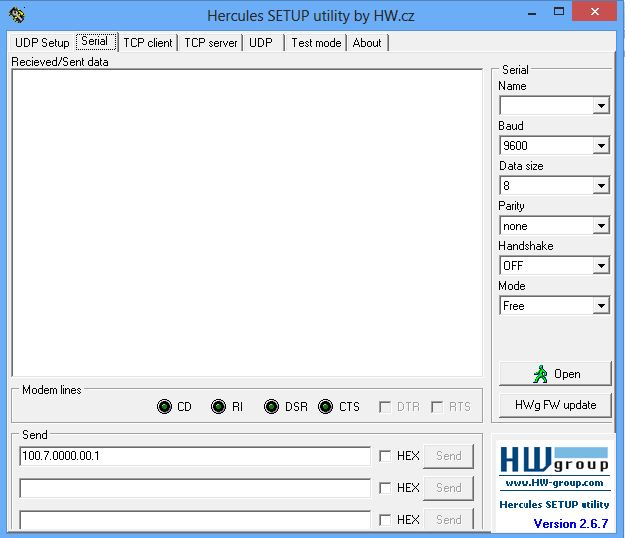 Hercules SETUP utility by HW.cz
UDP Setup Serial TCP client TCP server UDP Test mode About
Recieved/Sent data
Serial
Name
Baud
9600
Data size
8
Parity
none
Handshake
OFF
Mode
Free
Open
HWg FW update
Modem lines
CD RI DSR CTS DTR RTS
Send
100.7.0000.00.1 HEX Send
HEX Send
HEX Send
HW group
www.HW-group.com
Hercules SETUP utility
Version 2.6.7